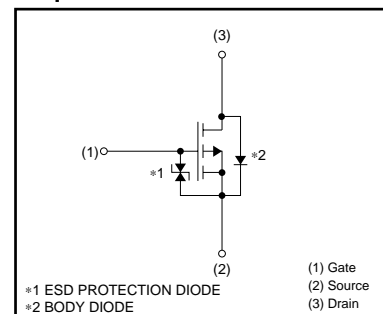 (3)
(1)
*1
*2
(2)
*1 ESD PROTECTION DIODE
*2 BODY DIODE
(1) Gate
(2) Source
(3) Drain